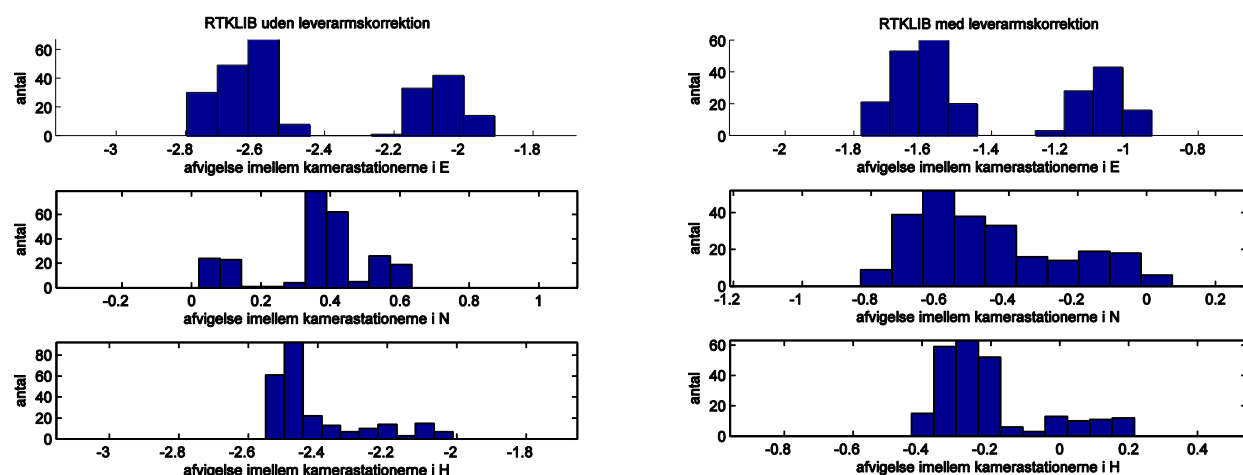 RTKLIB uden leverarmskorrektion
60
40
20
0
antal
-3 -2.8 -2.6 -2.4 -2.2 -2 -1.8
afvigelse imellem kamerastationerne i E
60
40
20
0
antal
-0.2 0 0.2 0.4 0.6 0.8 1
afvigelse imellem kamerastationerne i N
80
60
40
20
0
antal
-3 -2.8 -2.6 -2.4 -2.2 -2 -1.8
afvigelse imellem kamerastationerne i H
RTKLIB med leverarmskorrektion
60
40
20
0
antal
-2 -1.8 -1.6 -1.4 -1.2 -1 -0.8
afvigelse imellem kamerastationerne i E
40
20
0
antal
-1.2 -1 -0.8 -0.6 -0.4 -0.2 0 0.2
afvigelse imellem kamerastationerne i N
60
40
20
0
antal
-0.8 -0.6 -0.4 -0.2 0 0.2 0.4
afvigelse imellem kamerastationerne i H